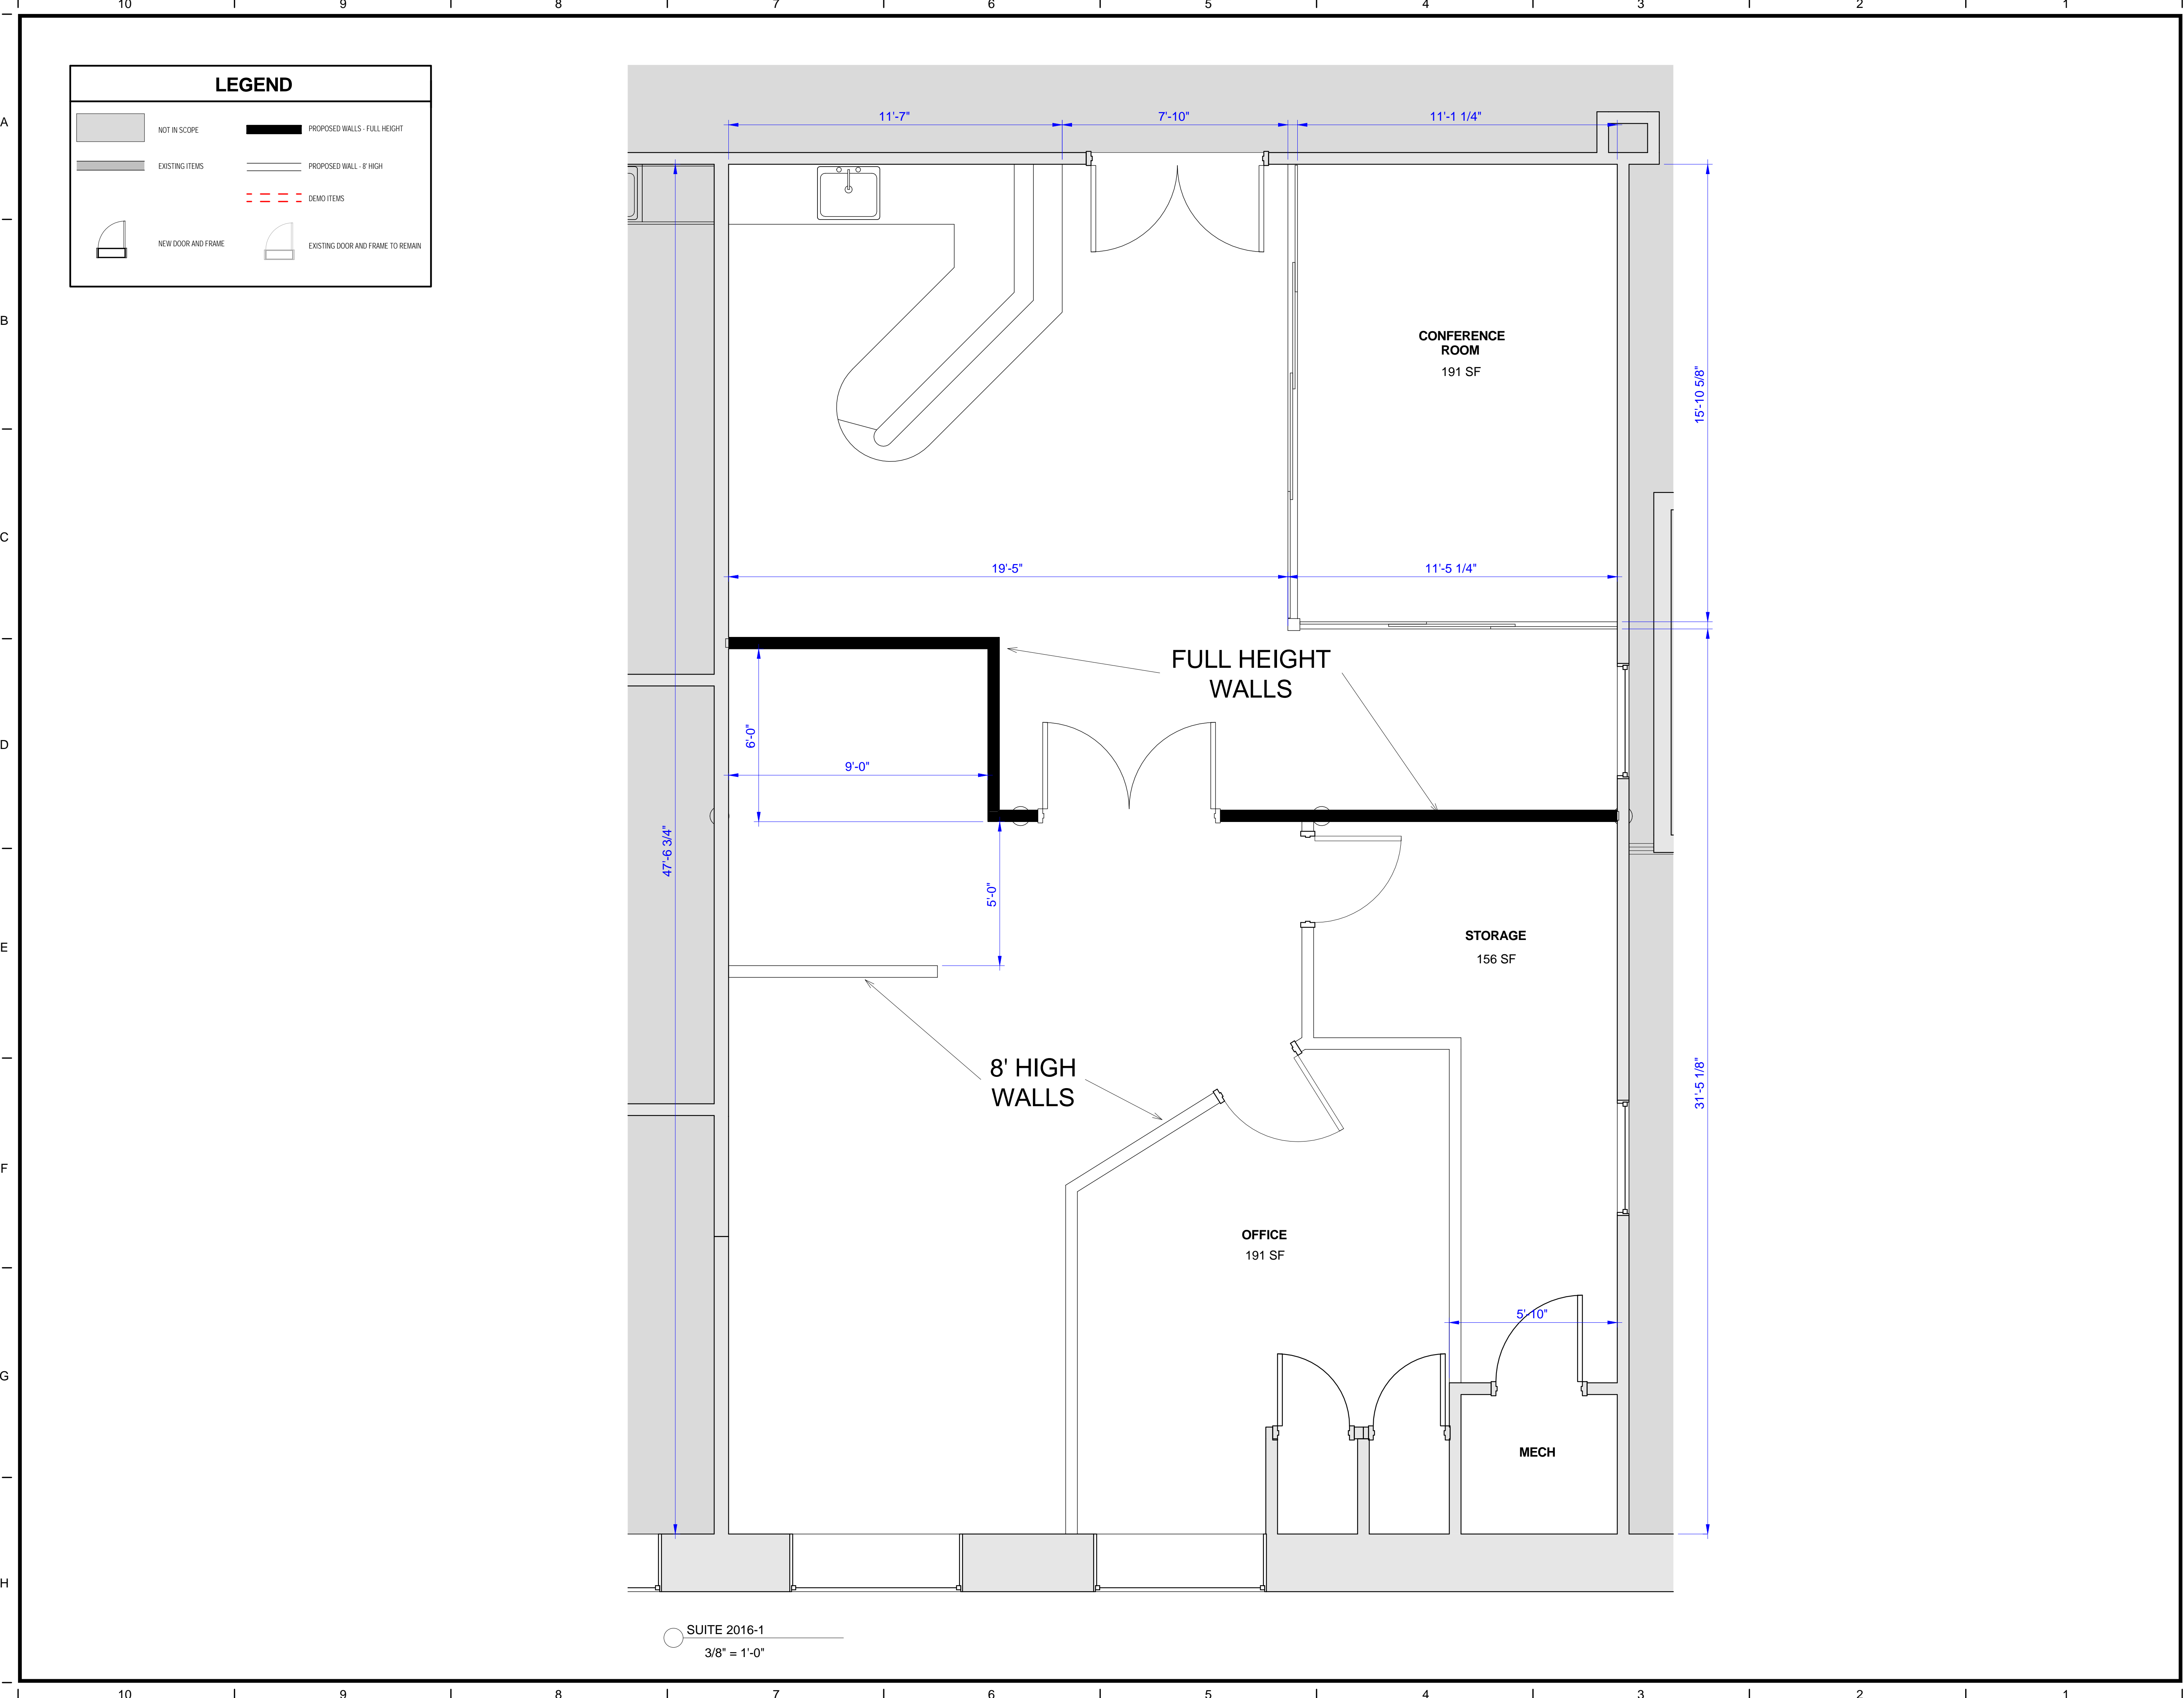 10 9 8 7 6 5 4 3 2 1
A
B
C
D
E
F
G
H
LEGEND
NOT IN SCOPE
PROPOSED WALLS - FULL HEIGHT
EXISTING ITEMS
PROPOSED WALL - 8' HIGH
DEMO ITEMS
NEW DOOR AND FRAME
EXISTING DOOR AND FRAME TO REMAIN
11'-7"
7'-10"
11'-1 1/4"
CONFERENCE
ROOM
191 SF
15'-10 5/8"
19'-5"
11'-5 1/4"
FULL HEIGHT
WALLS
6'-0"
9'-0"
47'-6 3/4"
5'-0"
STORAGE
156 SF
8' HIGH
WALLS
31'-5 1/8"
OFFICE
191 SF
5'-10"
MECH
SUITE 2016-1
3/8" = 1'-0"
10 9 8 7 6 5 4 3 2 1